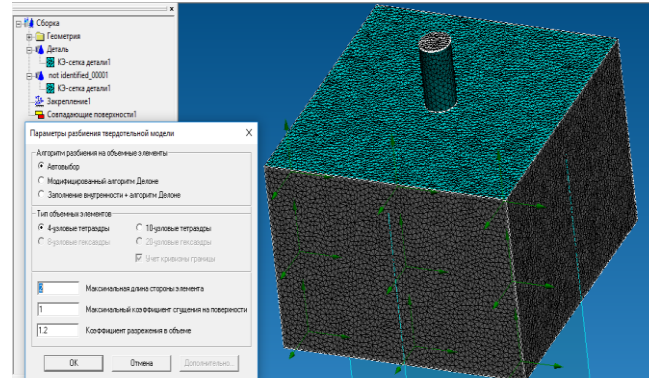 Сборка
Геометрия
Деталь
КЭ-сетка детали1
not identified_00001
КЭ-сетка детали1
Закрепление1
Совпадающие поверхности1
Параметры разбиения твердотельной модели
Алгоритм разбиения на объемные элементы
Автовыбор
Модифицированный алгоритм Делоне
Заполнение внутренности + алгоритм Делоне
Тип объемных элементов
4-узловые тетраэдры 10-узловые тетраэдры
8-узловые гексаэдры 20-узловые гексаэдры
Учет кривизны границы
Максимальная длина стороны элемента
1 Максимальный коэффициент сгущения на поверхности
1.2 Коэффициент разрежения в объеме
OK Отмена Дополнительно...